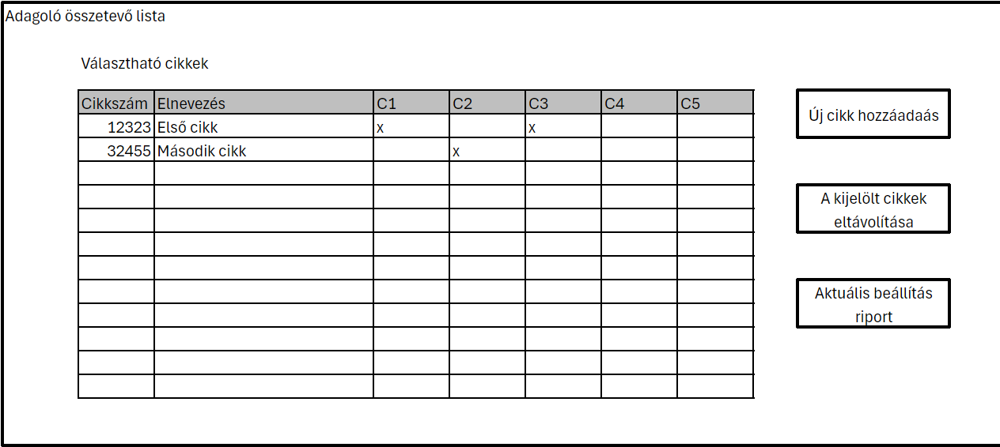 Adagoló összetevő lista
Választható cikkek
Cikkszám Elnevezés C1 C2 C3 C4 C5
12323 Első cikk x x
32455 Második cikk x
Új cikk hozzáadaás
A kijelölt cikkek
eltávolítása
Aktuális beállítás
riport